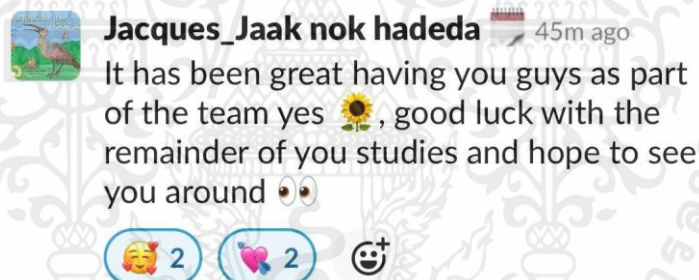 Jacques_Jaak nok hadeda 45m ago
It has been great having you guys as part
of the team yes 🌻, good luck with the
remainder of you studies and hope to see
you around 👀
🥰 2 💘 2